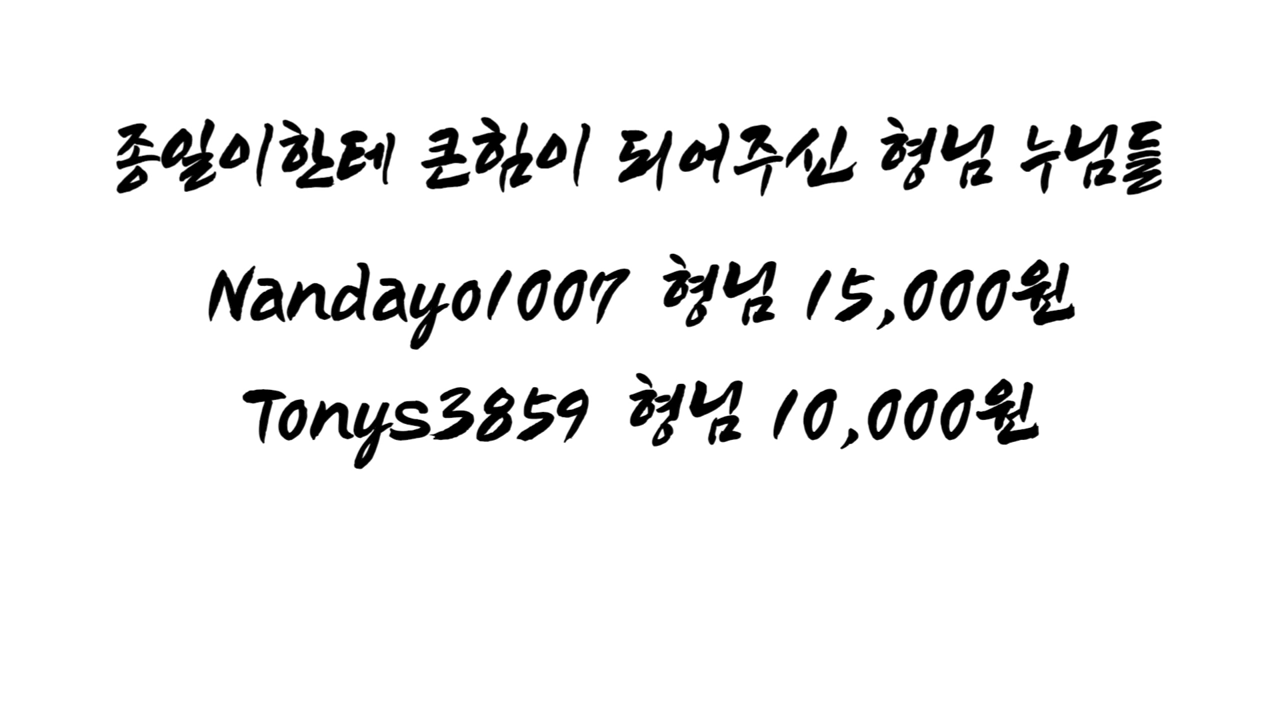 종일이한테 큰힘이 되어주신 형님 누님들
Nandayo1007 형님 15,000원
Tonys3859 형님 10,000원